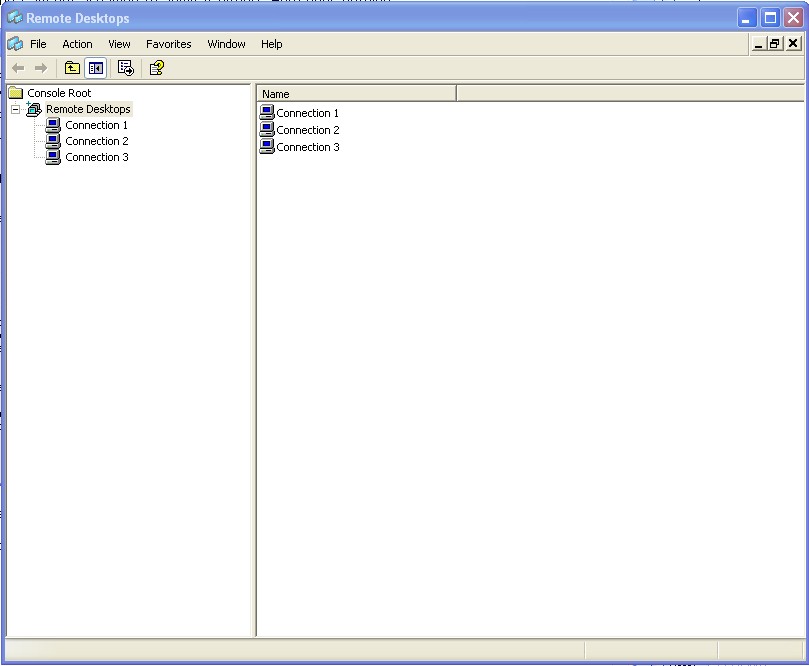 Remote Desktops
File Action View Favorites Window Help
Console Root
Remote Desktops
Connection 1
Connection 2
Connection 3
Name
Connection 1
Connection 2
Connection 3